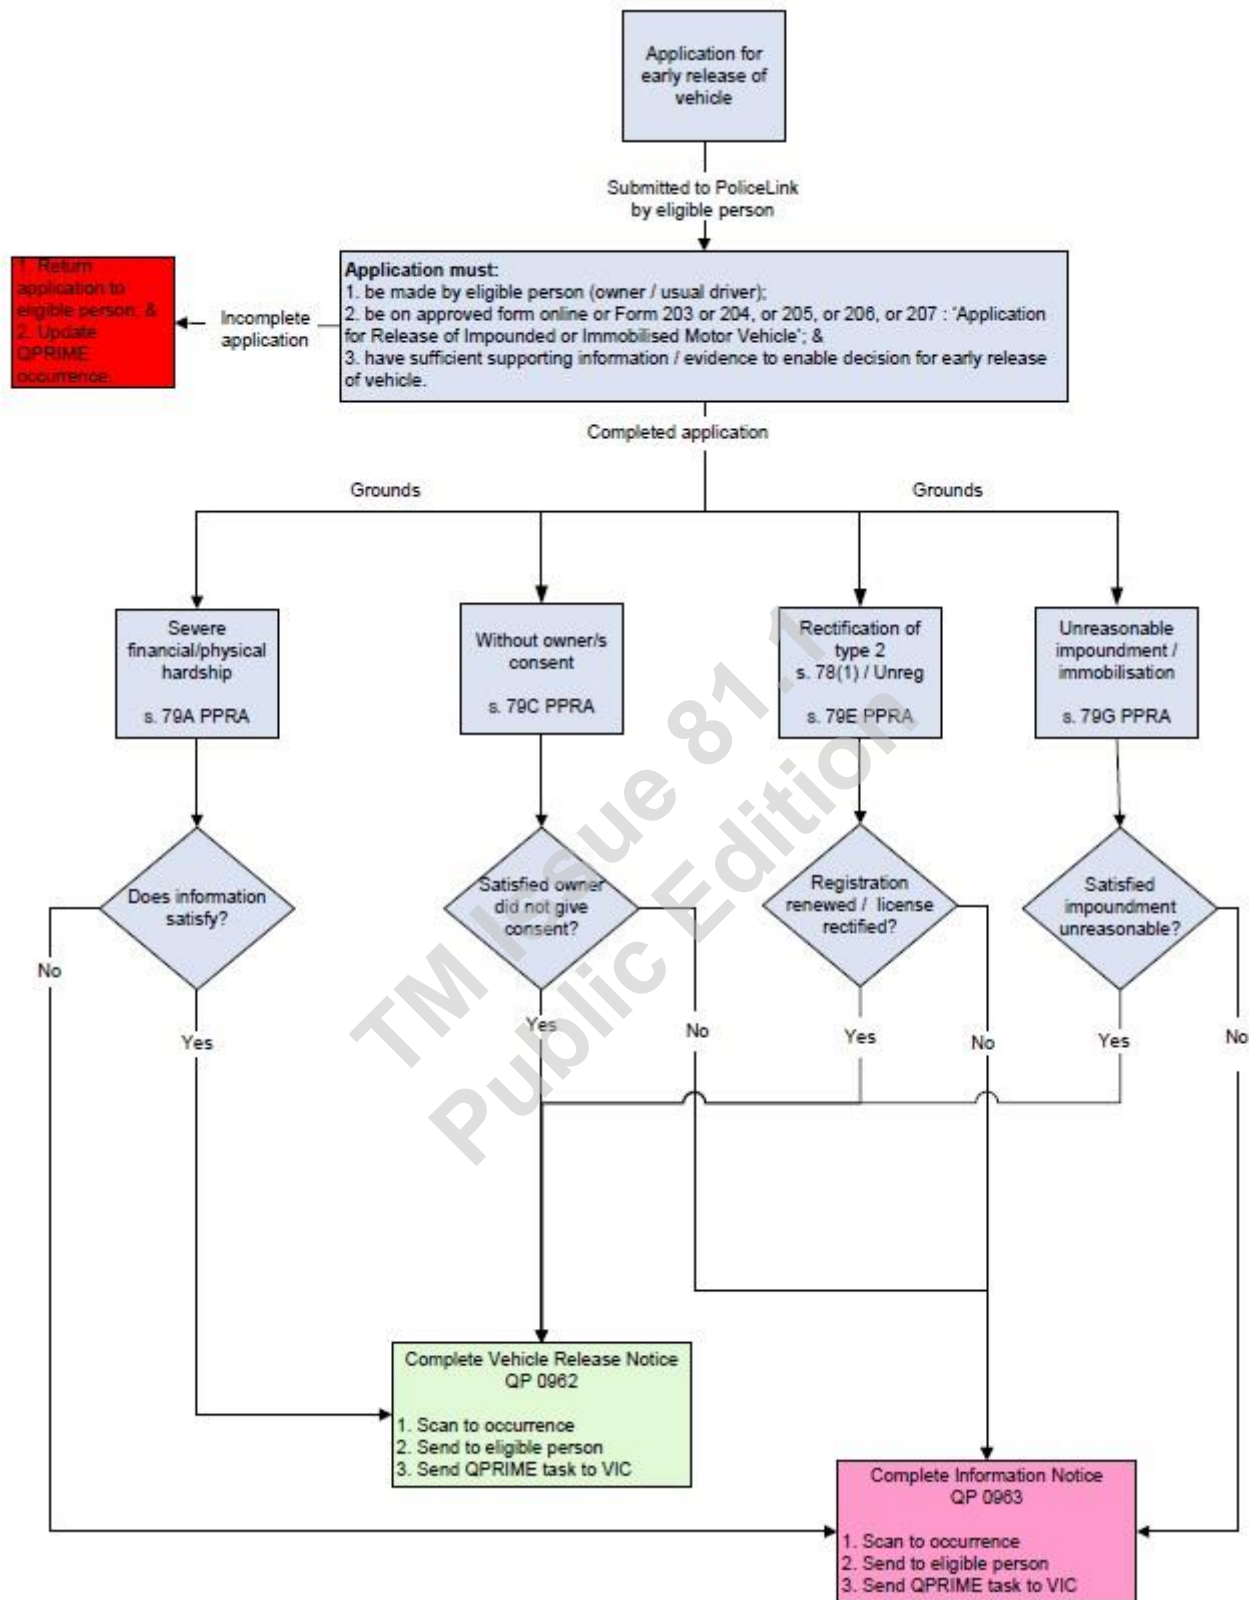 Application for
early release of
vehicle
Submitted to PoliceLink
by eligible person
1. Return
application to
eligible person, &
2. Update
QPRIME
occurrence.
Incomplete
application
Application must:
1. be made by eligible person (owner / usual driver);
2. be on approved form online or Form 203 or 204, or 205, or 206, or 207 : 'Application
for Release of Impounded or Immobilised Motor Vehicle'; &
3. have sufficient supporting information / evidence to enable decision for early release
of vehicle.
Completed application
Grounds
Grounds
Severe
financial/physical
hardship
s. 79A PPRA
Without owner/s
consent
s. 79C PPRA
Rectification of
type 2
s. 78(1) / Unreg
s. 79E PPRA
Unreasonable
impoundment /
immobilisation
s. 79G PPRA
Does information
satisfy?
Satisfied owner
did not give
consent?
Registration
renewed / license
rectified?
Satisfied
impoundment
unreasonable?
No
Yes
Yes
No
Yes
No
Yes
No
TM Issue 81.1
Public Edition
Complete Vehicle Release Notice
QP 0962
1. Scan to occurrence
2. Send to eligible person
3. Send QPRIME task to VIC
Complete Information Notice
QP 0963
1. Scan to occurrence
2. Send to eligible person
3. Send QPRIME task to VIC